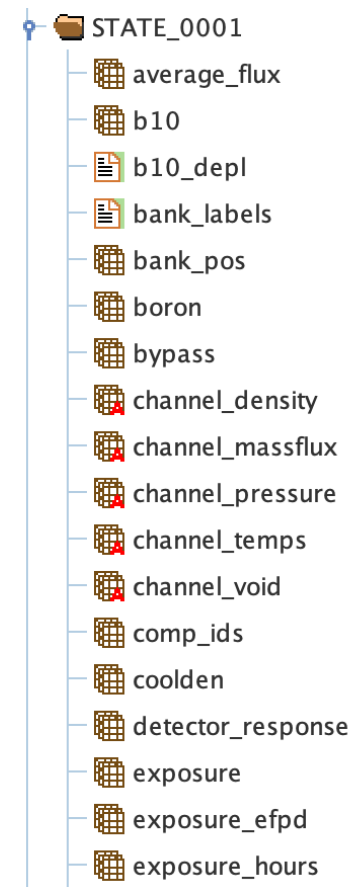 STATE_0001
average_flux
b10
b10_depl
bank_labels
bank_pos
boron
bypass
channel_density
channel_massflux
channel_pressure
channel_temps
channel_void
comp_ids
coolden
detector_response
exposure
exposure_efpd
exposure_hours